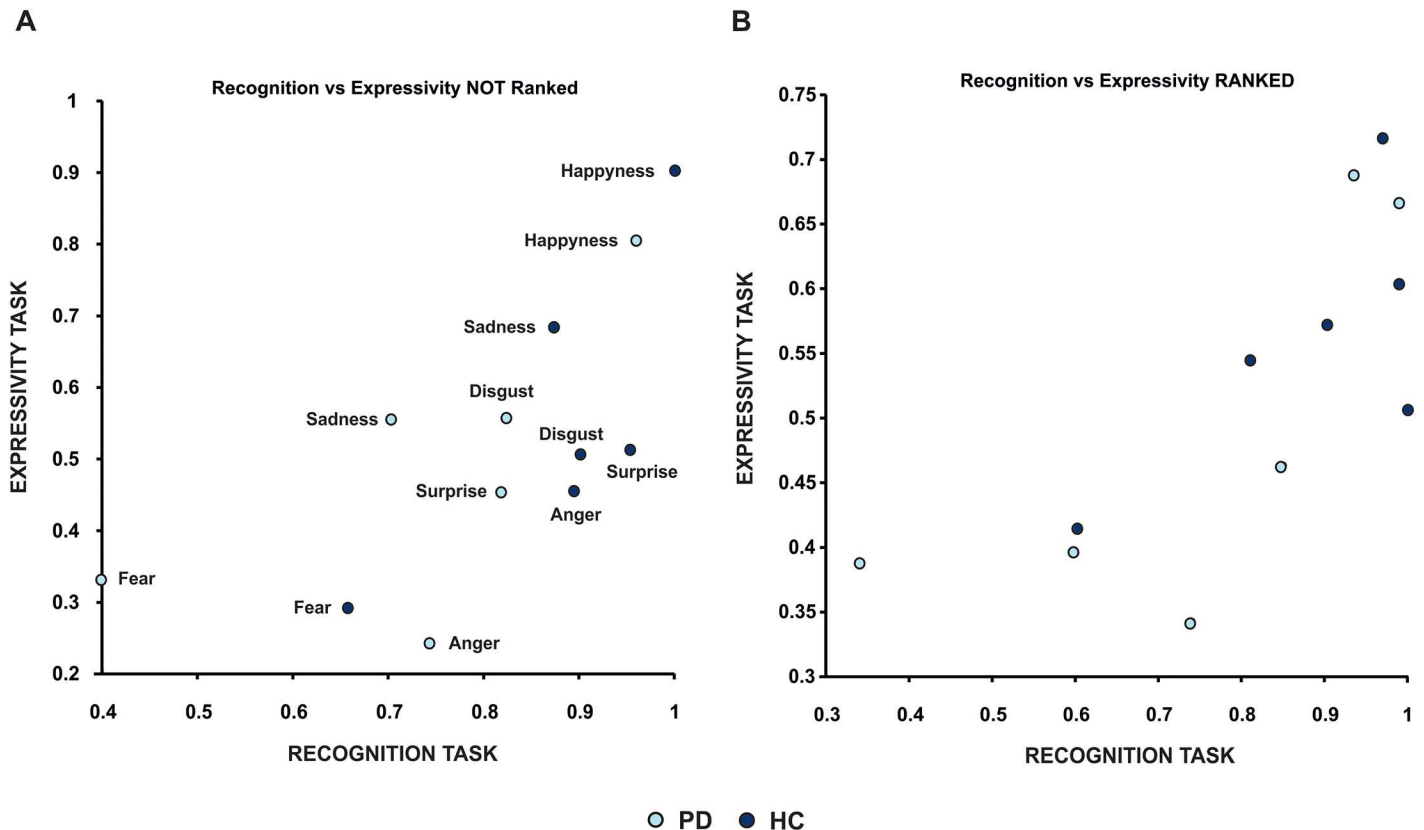 A
Recognition vs Expressivity NOT Ranked
EXPRESSIVITY TASK
1
0.9
0.8
0.7
0.6
0.5
0.4
0.3
0.2
Happyness
Happyness
Sadness
Disgust
Sadness
Disgust
Surprise
Surprise
Anger
Fear
Fear
Anger
0.4 0.5 0.6 0.7 0.8 0.9 1
RECOGNITION TASK
B
Recognition vs Expressivity RANKED
EXPRESSIVITY TASK
0.75
0.7
0.65
0.6
0.55
0.5
0.45
0.4
0.35
0.3
0.3 0.4 0.5 0.6 0.7 0.8 0.9 1
RECOGNITION TASK
PD HC